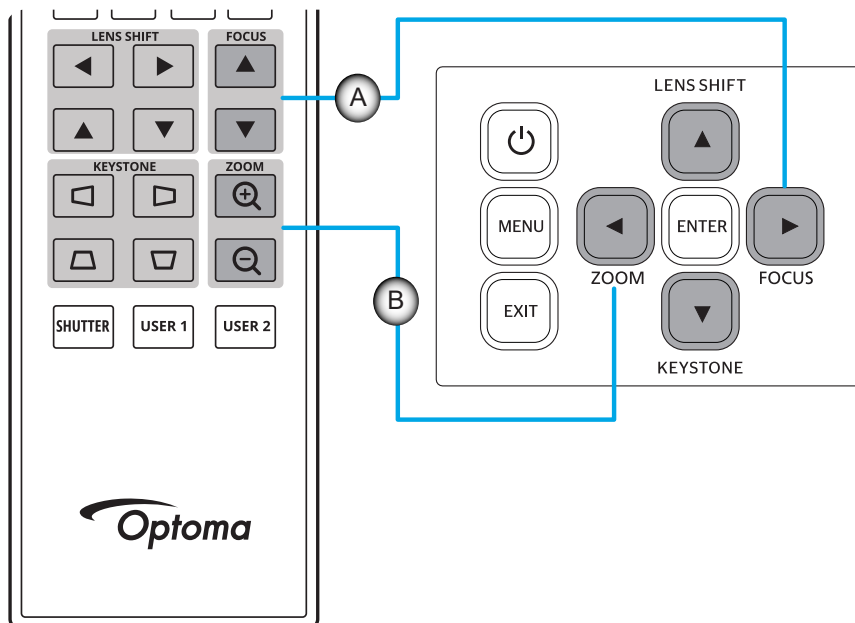 LENS SHIFT
FOCUS
KEYSTONE
ZOOM
SHUTTER
USER 1
USER 2
Optoma
A
B
LENS SHIFT
MENU
ENTER
ZOOM
FOCUS
EXIT
KEYSTONE